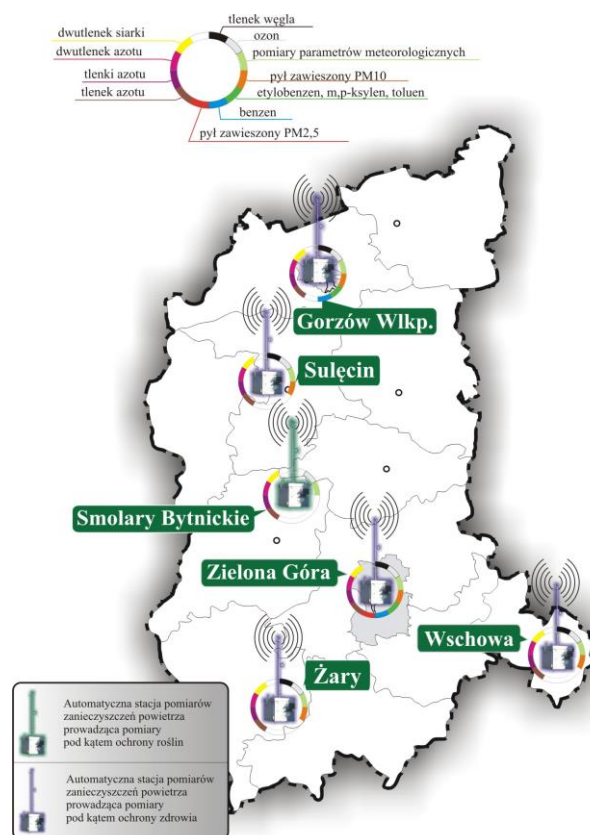 tlenek węgla
dwutlenek siarki
ozon
dwutlenek azotu
pomiary parametrów meteorologicznych
tlenki azotu
pył zawieszony PM10
tlenek azotu
etylobenzen, m,p-ksylen, toluen
benzen
pył zawieszony PM2,5
Gorzów Wlkp.
Sulęcin
Smolary Bytnickie
Zielona Góra
Wschowa
Żary
Automatyczna stacja pomiarów
zanieczyszczeń powietrza
prowadząca pomiary
pod kątem ochrony roślin
Automatyczna stacja pomiarów
zanieczyszczeń powietrza
prowadząca pomiary
pod kątem ochrony zdrowia